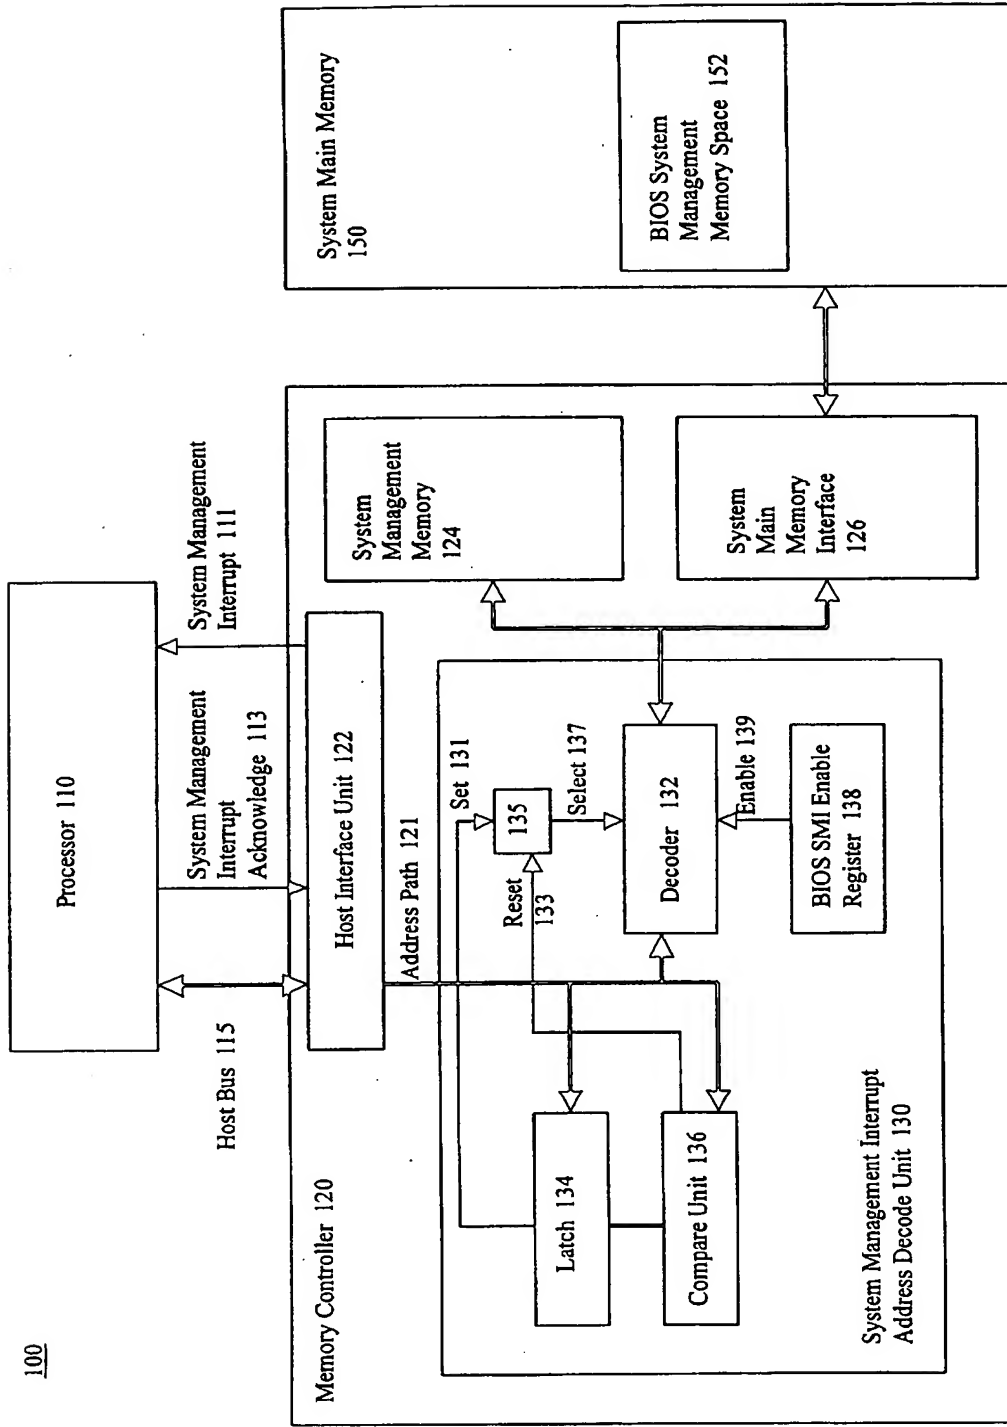 100
Processor 110
Host Bus 115
System Management
Interrupt
Acknowledge 113
System Management
Interrupt 111
Memory Controller 120
Host Interface Unit 122
Address Path 121
Set 131
Reset
133
135
Select 137
Latch 134
Compare Unit 136
Decoder 132
Enable 139
BIOS SMI Enable
Register 138
System Management Interrupt
Address Decode Unit 130
System
Management
Memory
124
System
Main
Memory
Interface
126
System Main Memory
150
BIOS System
Management
Memory Space 152